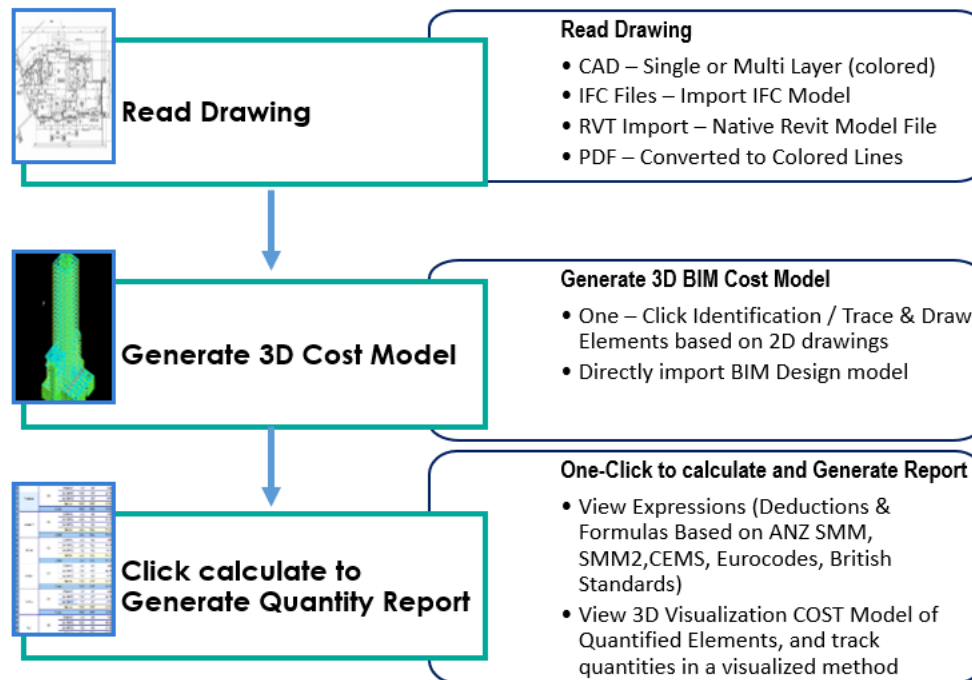 Read Drawing
Read Drawing
• CAD – Single or Multi Layer (colored)
• IFC Files – Import IFC Model
• RVT Import – Native Revit Model File
• PDF – Converted to Colored Lines
Generate 3D Cost Model
Generate 3D BIM Cost Model
• One – Click Identification / Trace & Draw
Elements based on 2D drawings
• Directly import BIM Design model
Click calculate to
Generate Quantity Report
One-Click to calculate and Generate Report
• View Expressions (Deductions &
Formulas Based on ANZ SMM,
SMM2,CEMS, Eurocodes, British
Standards)
• View 3D Visualization COST Model of
Quantified Elements, and track
quantities in a visualized method